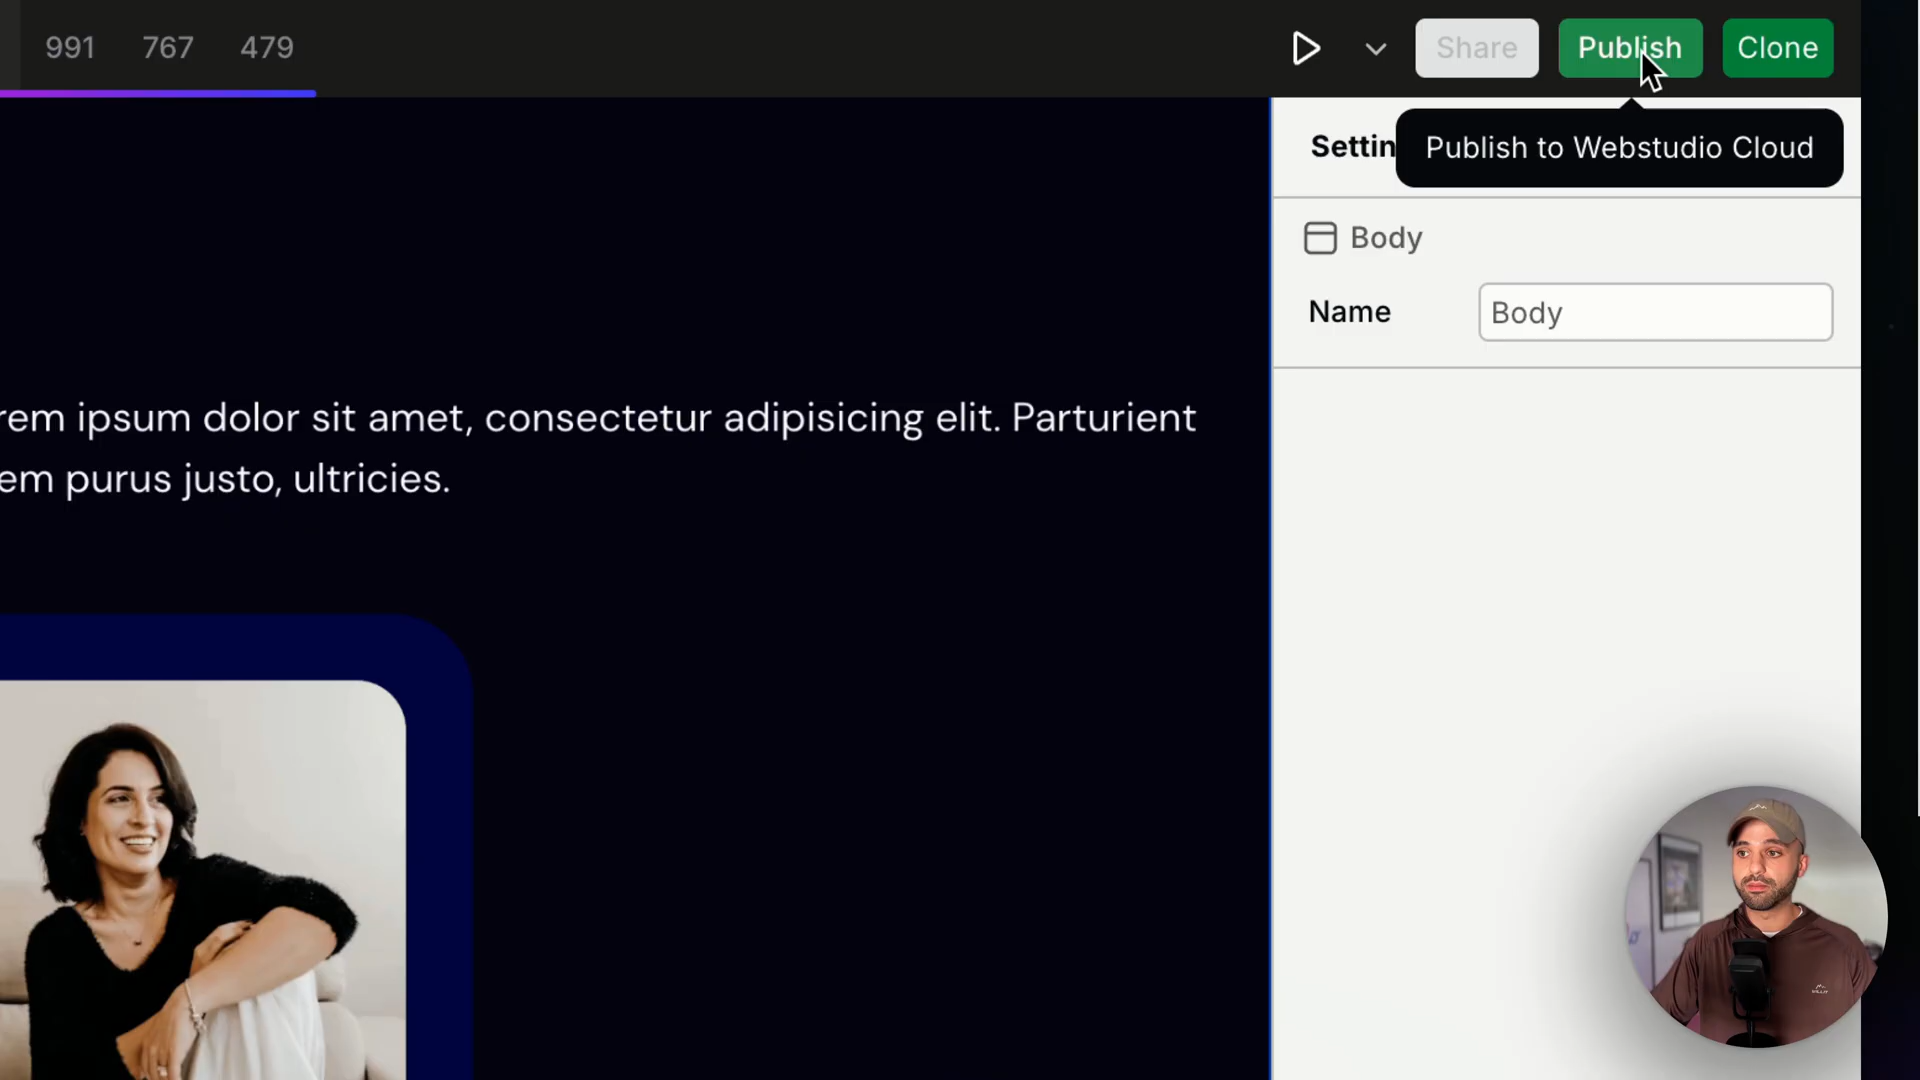 991 767 479 Share Publish Clone
Settin
Publish to Webstudio Cloud
Body
Name Body
rem ipsum dolor sit amet, consectetur adipisicing elit. Parturient
em purus justo, ultricies.